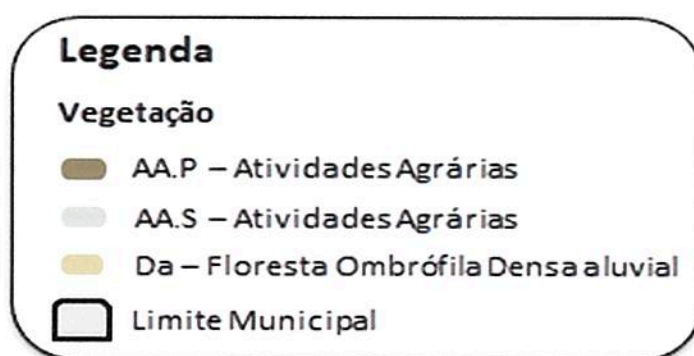 Legenda
Vegetação
AA.P – Atividades Agrárias
AA.S – Atividades Agrárias
Da – Floresta Ombrófila Densa aluvial
Limite Municipal